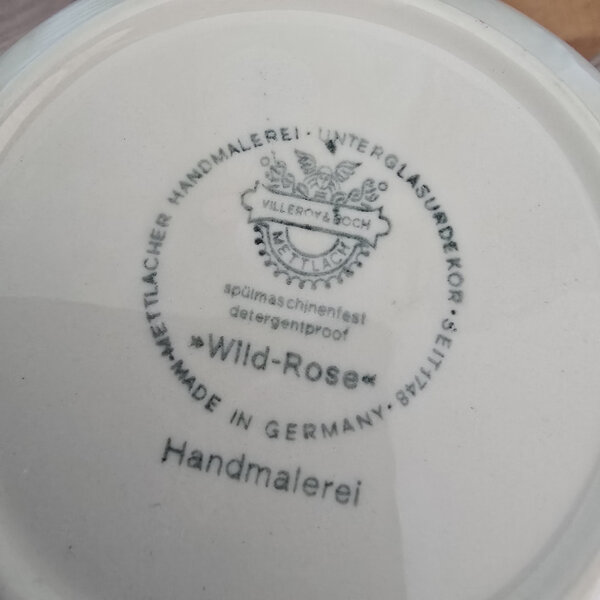 METTLACHER HANDMALEREI · UNTERGLASURDEKOR · SEIT 1748 ·
VILLEROY & BOCH
METTLACH
spülmaschinenfest
detergentproof
»Wild-Rose«
MADE IN GERMANY
Handmalerei